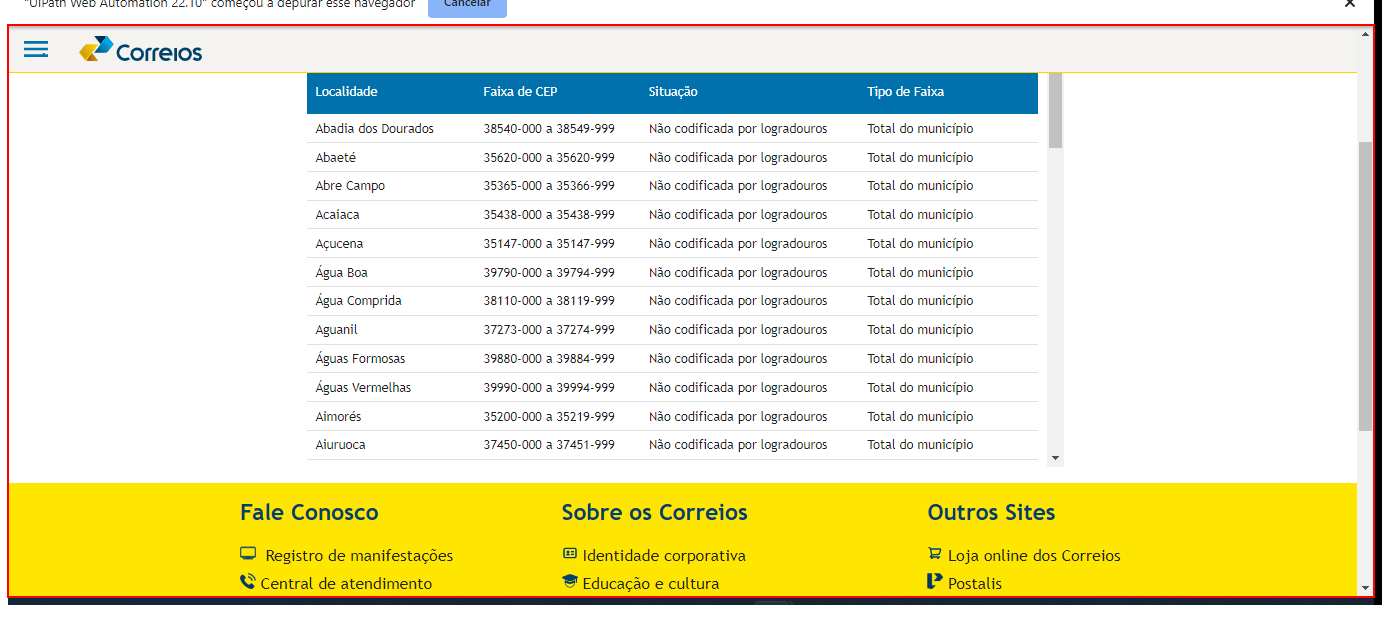 "UiPath Web Automation 22.10" começou a depurar esse navegador Cancelar
Correios
Localidade Faixa de CEP Situação Tipo de Faixa
Abadia dos Dourados 38540-000 a 38549-999 Não codificada por logradouros Total do município
Abaeté 35620-000 a 35620-999 Não codificada por logradouros Total do município
Abre Campo 35365-000 a 35366-999 Não codificada por logradouros Total do município
Acaiaca 35438-000 a 35438-999 Não codificada por logradouros Total do município
Açucena 35147-000 a 35147-999 Não codificada por logradouros Total do município
Água Boa 39790-000 a 39794-999 Não codificada por logradouros Total do município
Água Comprida 38110-000 a 38119-999 Não codificada por logradouros Total do município
Aguanil 37273-000 a 37274-999 Não codificada por logradouros Total do município
Águas Formosas 39880-000 a 39884-999 Não codificada por logradouros Total do município
Águas Vermelhas 39990-000 a 39994-999 Não codificada por logradouros Total do município
Aimorés 35200-000 a 35219-999 Não codificada por logradouros Total do município
Aiuruoca 37450-000 a 37451-999 Não codificada por logradouros Total do município
Fale Conosco Sobre os Correios Outros Sites
Registro de manifestações Identidade corporativa Loja online dos Correios
Central de atendimento Educação e cultura Postalis